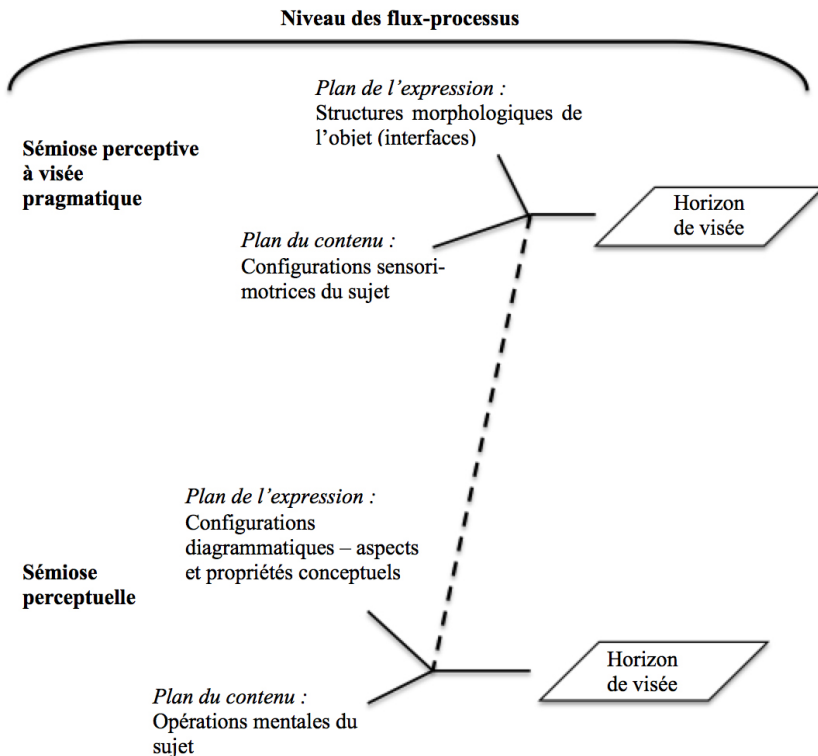 Niveau des flux-processus
Plan de l’expression :
Structures morphologiques de
l’objet (interfaces)
Sémiose perceptive
à visée
pragmatique
Horizon
de visée
Plan du contenu :
Configurations sensori-
motrices du sujet
Plan de l’expression :
Configurations
diagrammatiques – aspects
et propriétés conceptuels
Sémiose
perceptuelle
Horizon
de visée
Plan du contenu :
Opérations mentales du
sujet